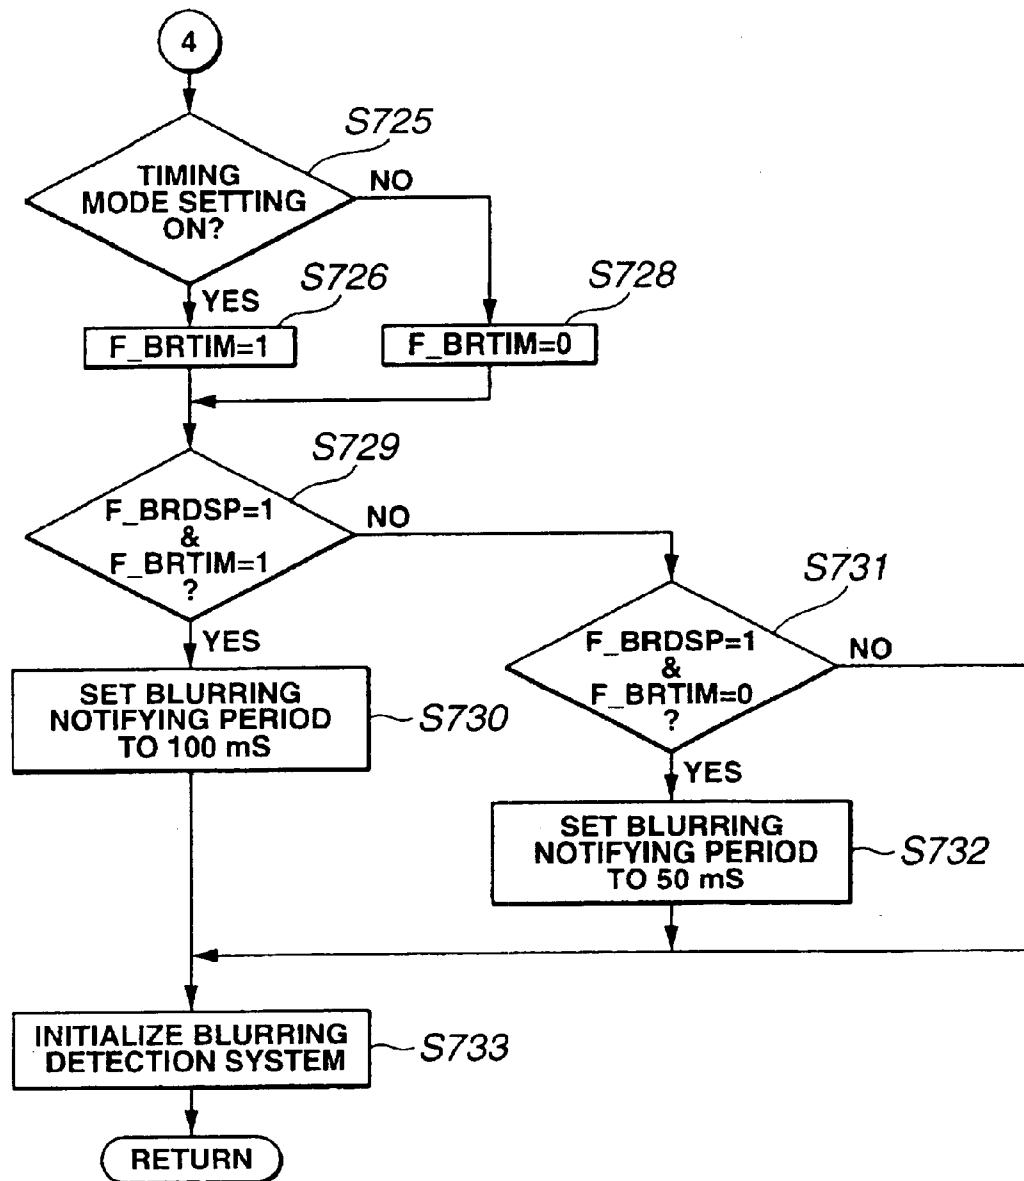 4
S725
TIMING
MODE SETTING
ON?
NO
YES
S726
S728
F_BRTIM=1
F_BRTIM=0
S729
F_BRDSP=1
&
F_BRTIM=1
?
NO
YES
S731
F_BRDSP=1
&
F_BRTIM=0
?
NO
YES
SET BLURRING
NOTIFYING PERIOD
TO 100 mS
S730
SET BLURRING
NOTIFYING PERIOD
TO 50 mS
S732
INITIALIZE BLURRING
DETECTION SYSTEM
S733
RETURN